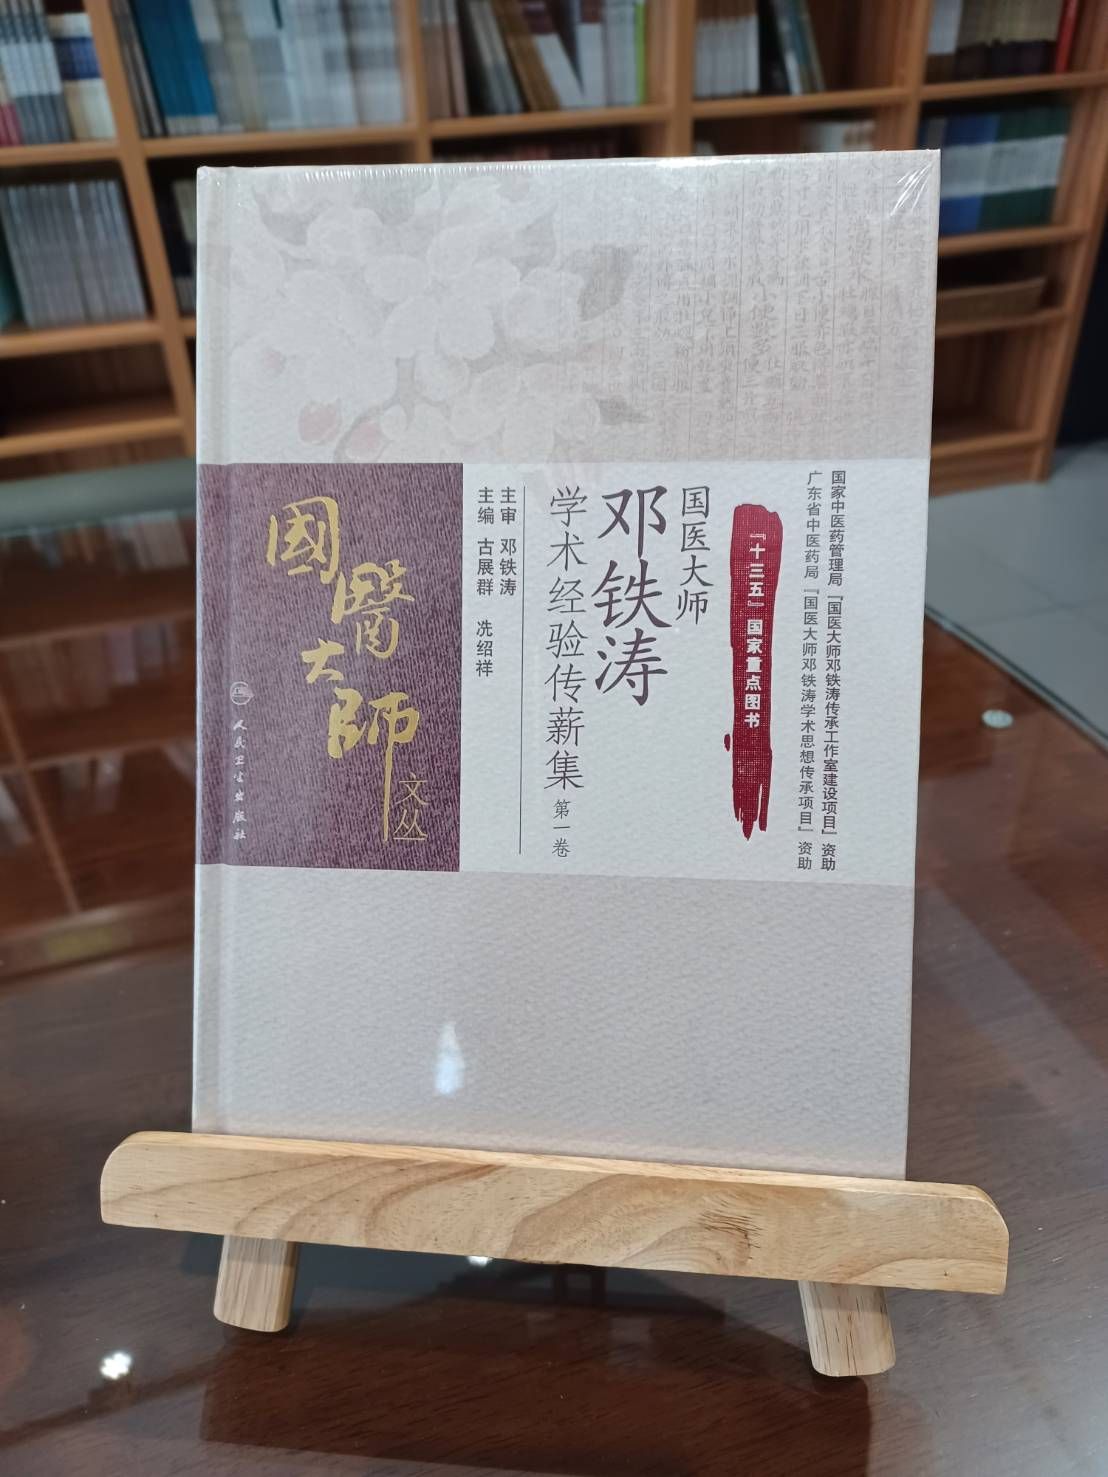 国家中医药管理局『国医大师邓铁涛传承工作室建设项目』资助
广东省中医药局『国医大师邓铁涛学术思想传承项目』资助
『十三五』国家重点图书
国医大师
邓铁涛
学术经验传薪集 第一卷
主审 邓铁涛
主编 古展群 冼绍祥
國醫大師
文丛
人民卫生出版社